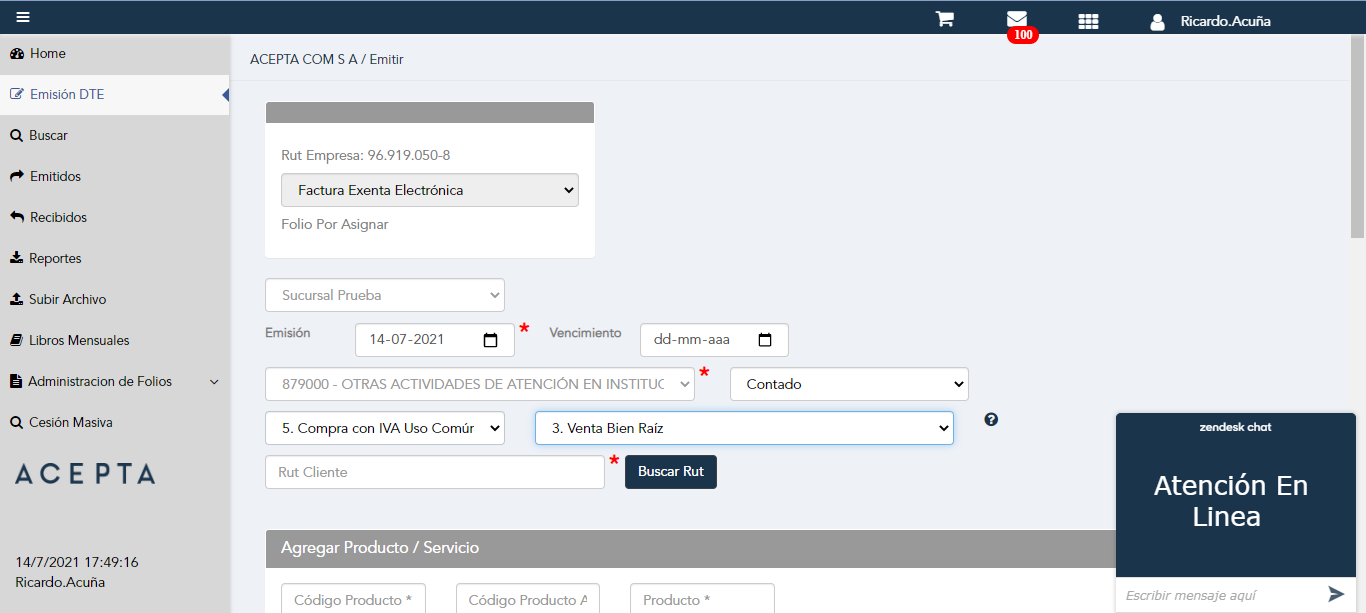 100
Ricardo.Acuña
Home
Emisión DTE
Buscar
Emitidos
Recibidos
Reportes
Subir Archivo
Libros Mensuales
Administracion de Folios
Cesión Masiva
ACEPTA
14/7/2021 17:49:16
Ricardo.Acuña
ACEPTA COM S A / Emitir
Rut Empresa: 96.919.050-8
Factura Exenta Electrónica
Folio Por Asignar
Sucursal Prueba
Emisión 14-07-2021 * Vencimiento dd-mm-aaa
879000 - OTRAS ACTIVIDADES DE ATENCIÓN EN INSTITUC * Contado
5. Compra con IVA Uso Comúr 3. Venta Bien Raíz ?
Rut Cliente * Buscar Rut
Agregar Producto / Servicio
Código Producto * Código Producto A Producto *
zendesk chat
Atención En
Linea
Escribir mensaje aquí